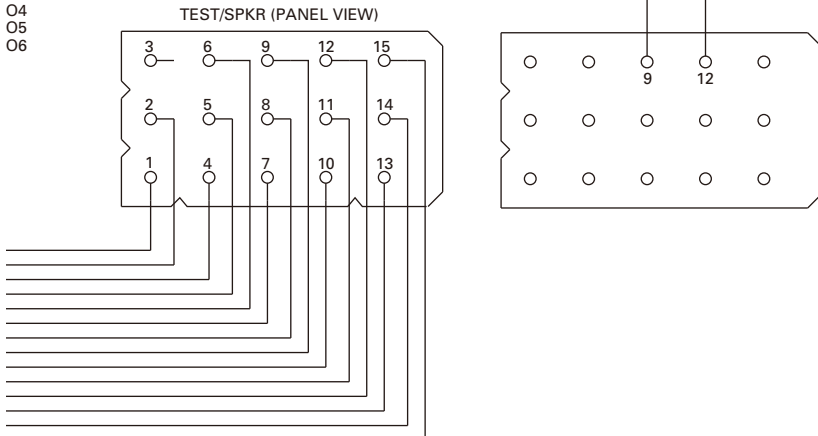 O4
O5
O6
TEST/SPKR (PANEL VIEW)
3 6 9 12 15
2 5 8 11 14
1 4 7 10 13
9 12